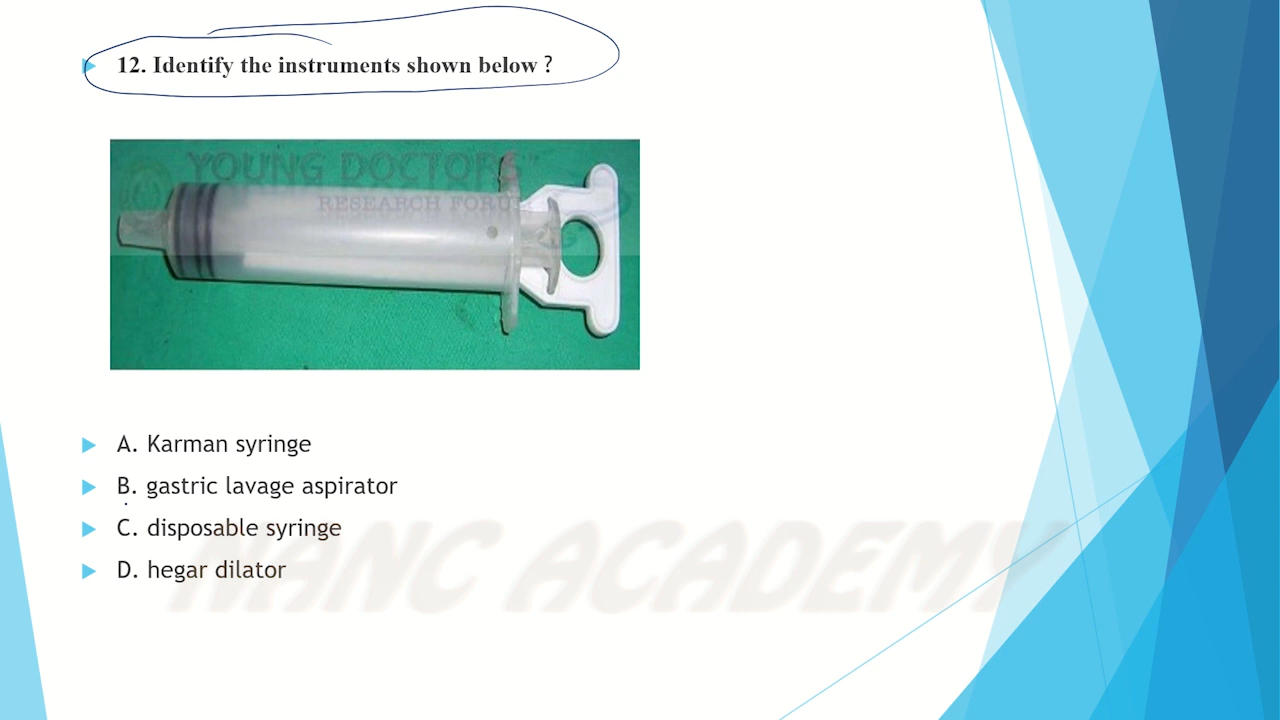 12. Identify the instruments shown below ?
YOUNG DOCTORS"
RESEARCH FORUM
A. Karman syringe
B. gastric lavage aspirator
C. disposable syringe
D. hegar dilator
NANC ACADEMY